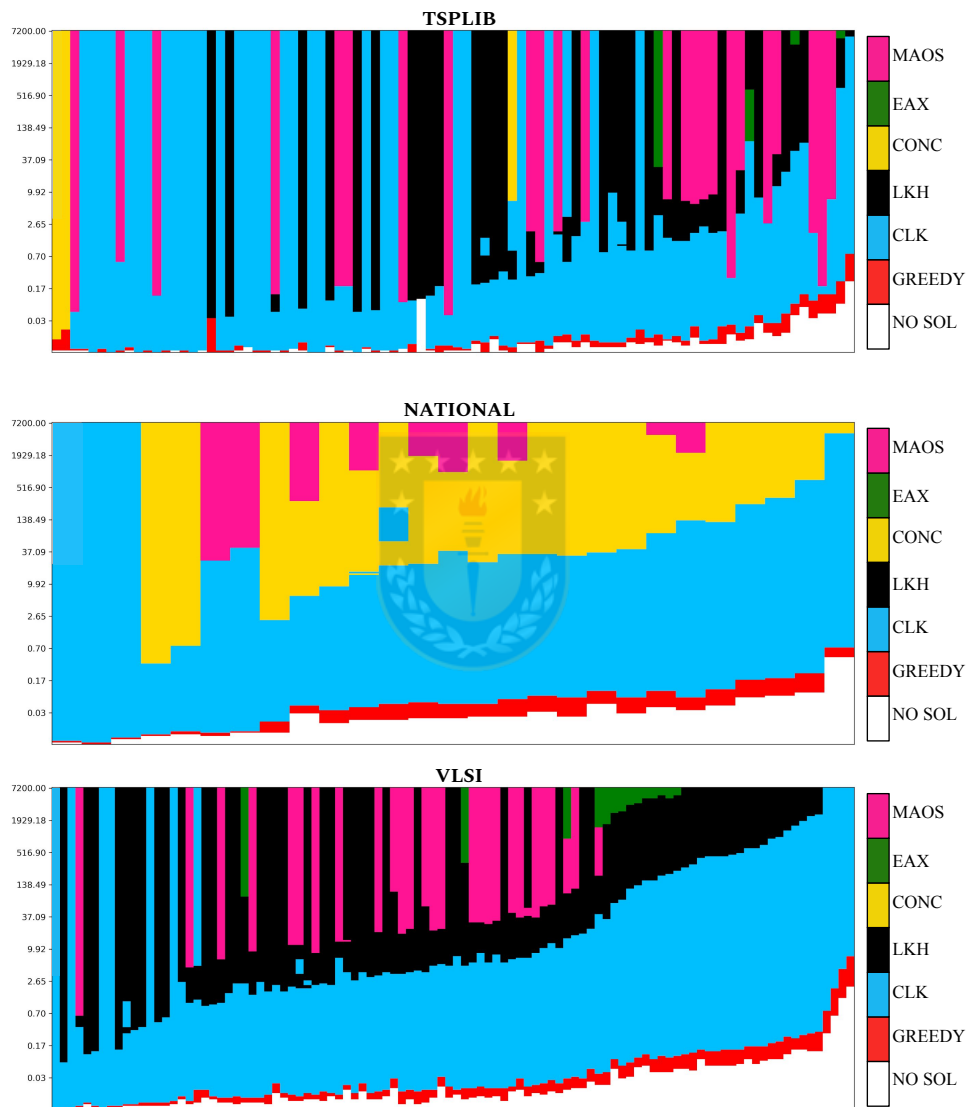 TSPLIB
7200.00
1929.18
516.90
138.49
37.09
9.92
2.65
0.70
0.17
0.03
MAOS
EAX
CONC
LKH
CLK
GREEDY
NO SOL
NATIONAL
7200.00
1929.18
516.90
138.49
37.09
9.92
2.65
0.70
0.17
0.03
MAOS
EAX
CONC
LKH
CLK
GREEDY
NO SOL
VLSI
7200.00
1929.18
516.90
138.49
37.09
9.92
2.65
0.70
0.17
0.03
MAOS
EAX
CONC
LKH
CLK
GREEDY
NO SOL